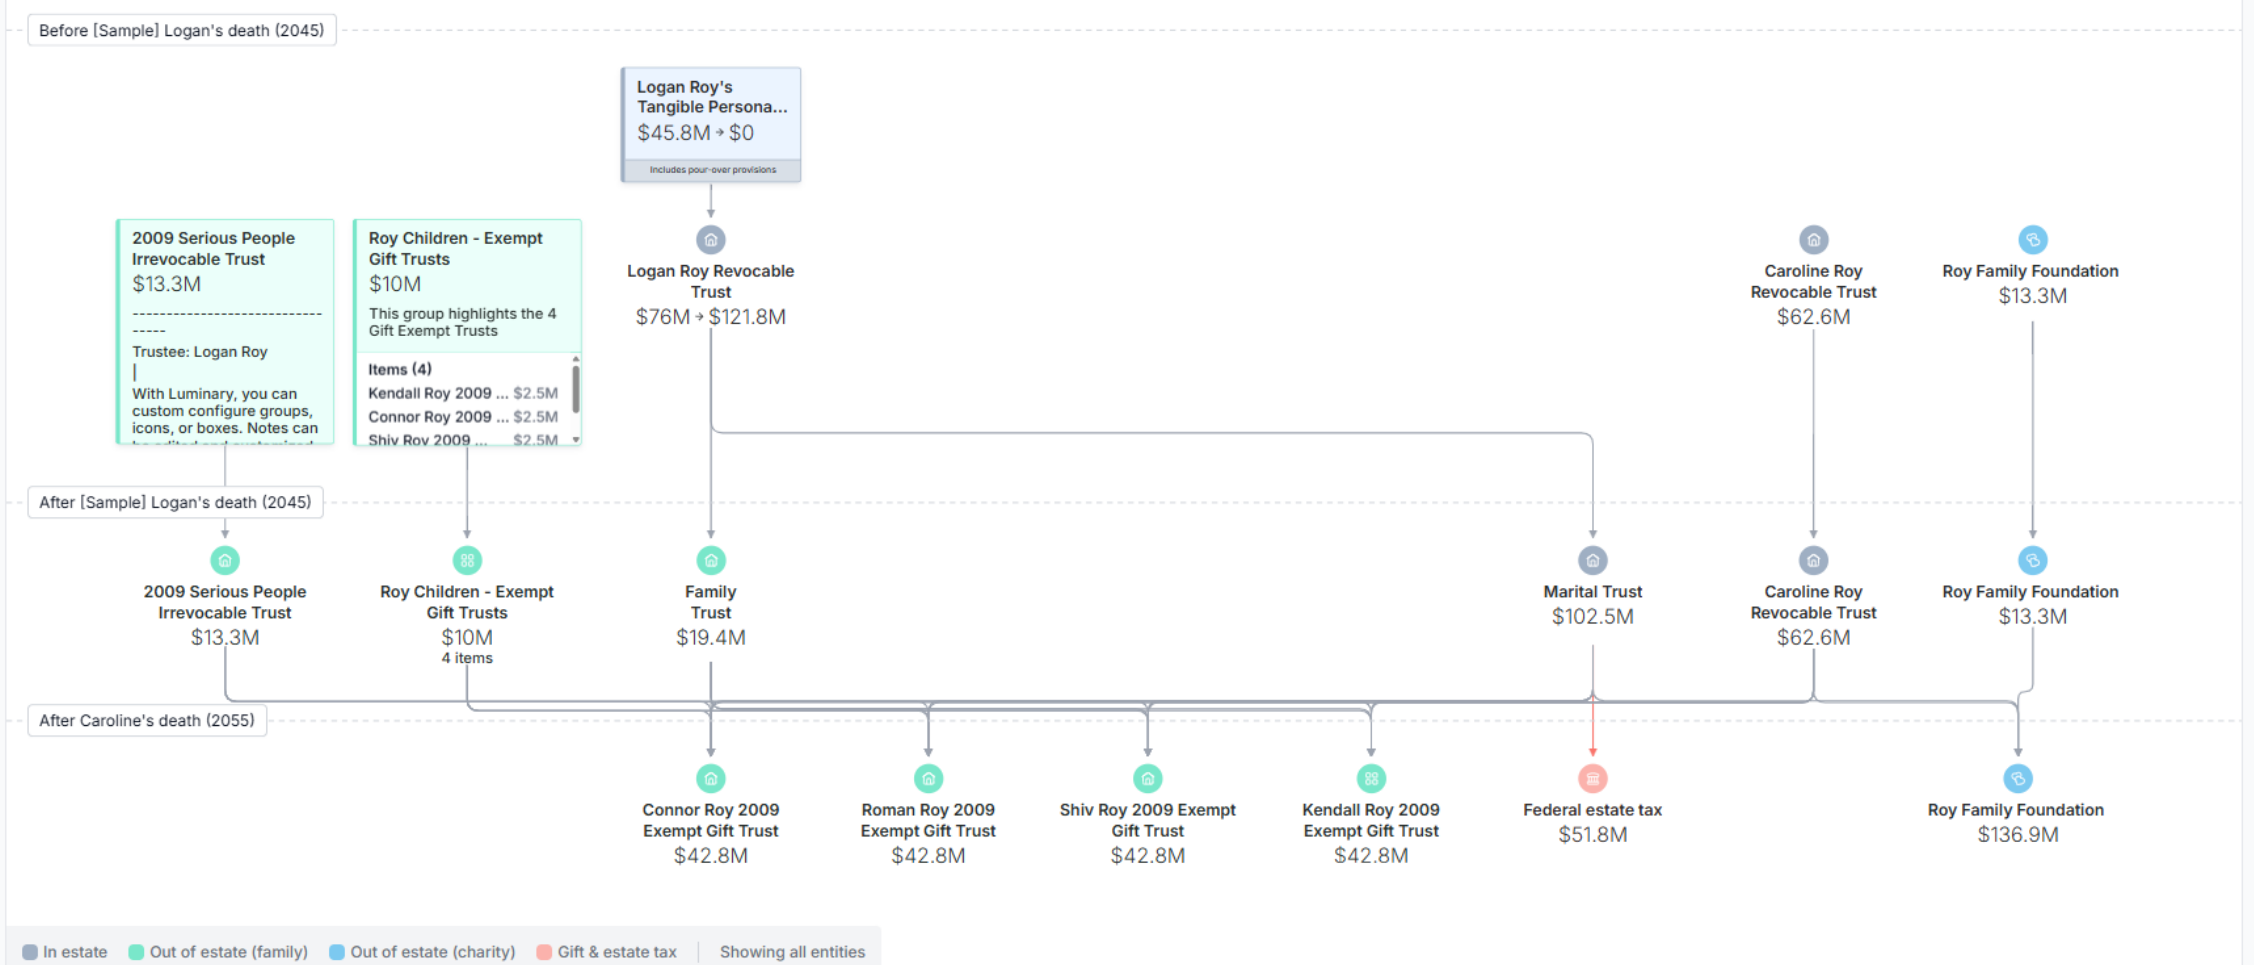 Before [Sample] Logan's death (2045)
Logan Roy's
Tangible Persona...
$45.8M → $0
Includes pour-over provisions
2009 Serious People
Irrevocable Trust
$13.3M
----------------------------
-----
Trustee: Logan Roy
|
With Luminary, you can
custom configure groups,
icons, or boxes. Notes can
be edited and customized
Roy Children - Exempt
Gift Trusts
$10M
This group highlights the 4
Gift Exempt Trusts
Items (4)
Kendall Roy 2009 ... $2.5M
Connor Roy 2009 ... $2.5M
Shiv Roy 2009 ... $2.5M
Logan Roy Revocable
Trust
$76M → $121.8M
Caroline Roy
Revocable Trust
$62.6M
Roy Family Foundation
$13.3M
After [Sample] Logan's death (2045)
2009 Serious People
Irrevocable Trust
$13.3M
Roy Children - Exempt
Gift Trusts
$10M
4 items
Family
Trust
$19.4M
Marital Trust
$102.5M
Caroline Roy
Revocable Trust
$62.6M
Roy Family Foundation
$13.3M
After Caroline's death (2055)
Connor Roy 2009
Exempt Gift Trust
$42.8M
Roman Roy 2009
Exempt Gift Trust
$42.8M
Shiv Roy 2009 Exempt
Gift Trust
$42.8M
Kendall Roy 2009
Exempt Gift Trust
$42.8M
Federal estate tax
$51.8M
Roy Family Foundation
$136.9M
In estate
Out of estate (family)
Out of estate (charity)
Gift & estate tax
Showing all entities